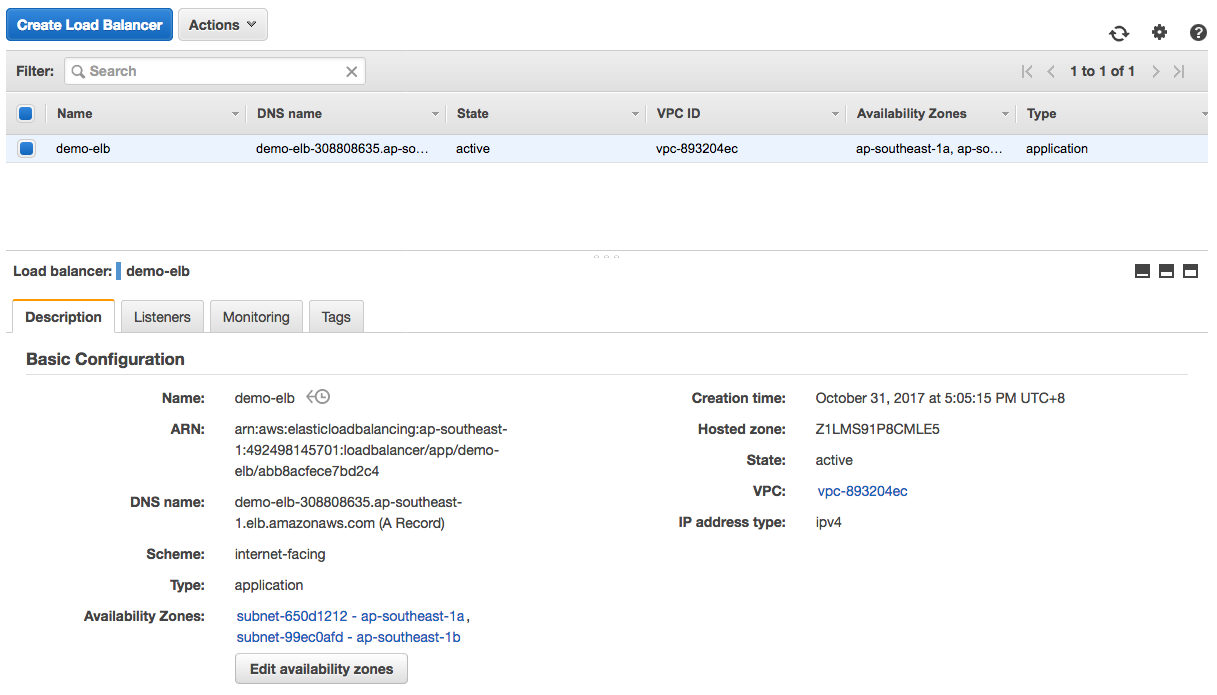 Create Load Balancer Actions
Filter: Search 1 to 1 of 1
Name DNS name State VPC ID Availability Zones Type
demo-elb demo-elb-308808635.ap-so... active vpc-893204ec ap-southeast-1a, ap-so... application
Load balancer: demo-elb
Description Listeners Monitoring Tags
Basic Configuration
Name: demo-elb
ARN: arn:aws:elasticloadbalancing:ap-southeast-
1:492498145701:loadbalancer/app/demo-
elb/abb8acfece7bd2c4
DNS name: demo-elb-308808635.ap-southeast-
1.elb.amazonaws.com (A Record)
Scheme: internet-facing
Type: application
Availability Zones: subnet-650d1212 - ap-southeast-1a,
subnet-99ec0afd - ap-southeast-1b
Edit availability zones
Creation time: October 31, 2017 at 5:05:15 PM UTC+8
Hosted zone: Z1LMS91P8CMLE5
State: active
VPC: vpc-893204ec
IP address type: ipv4